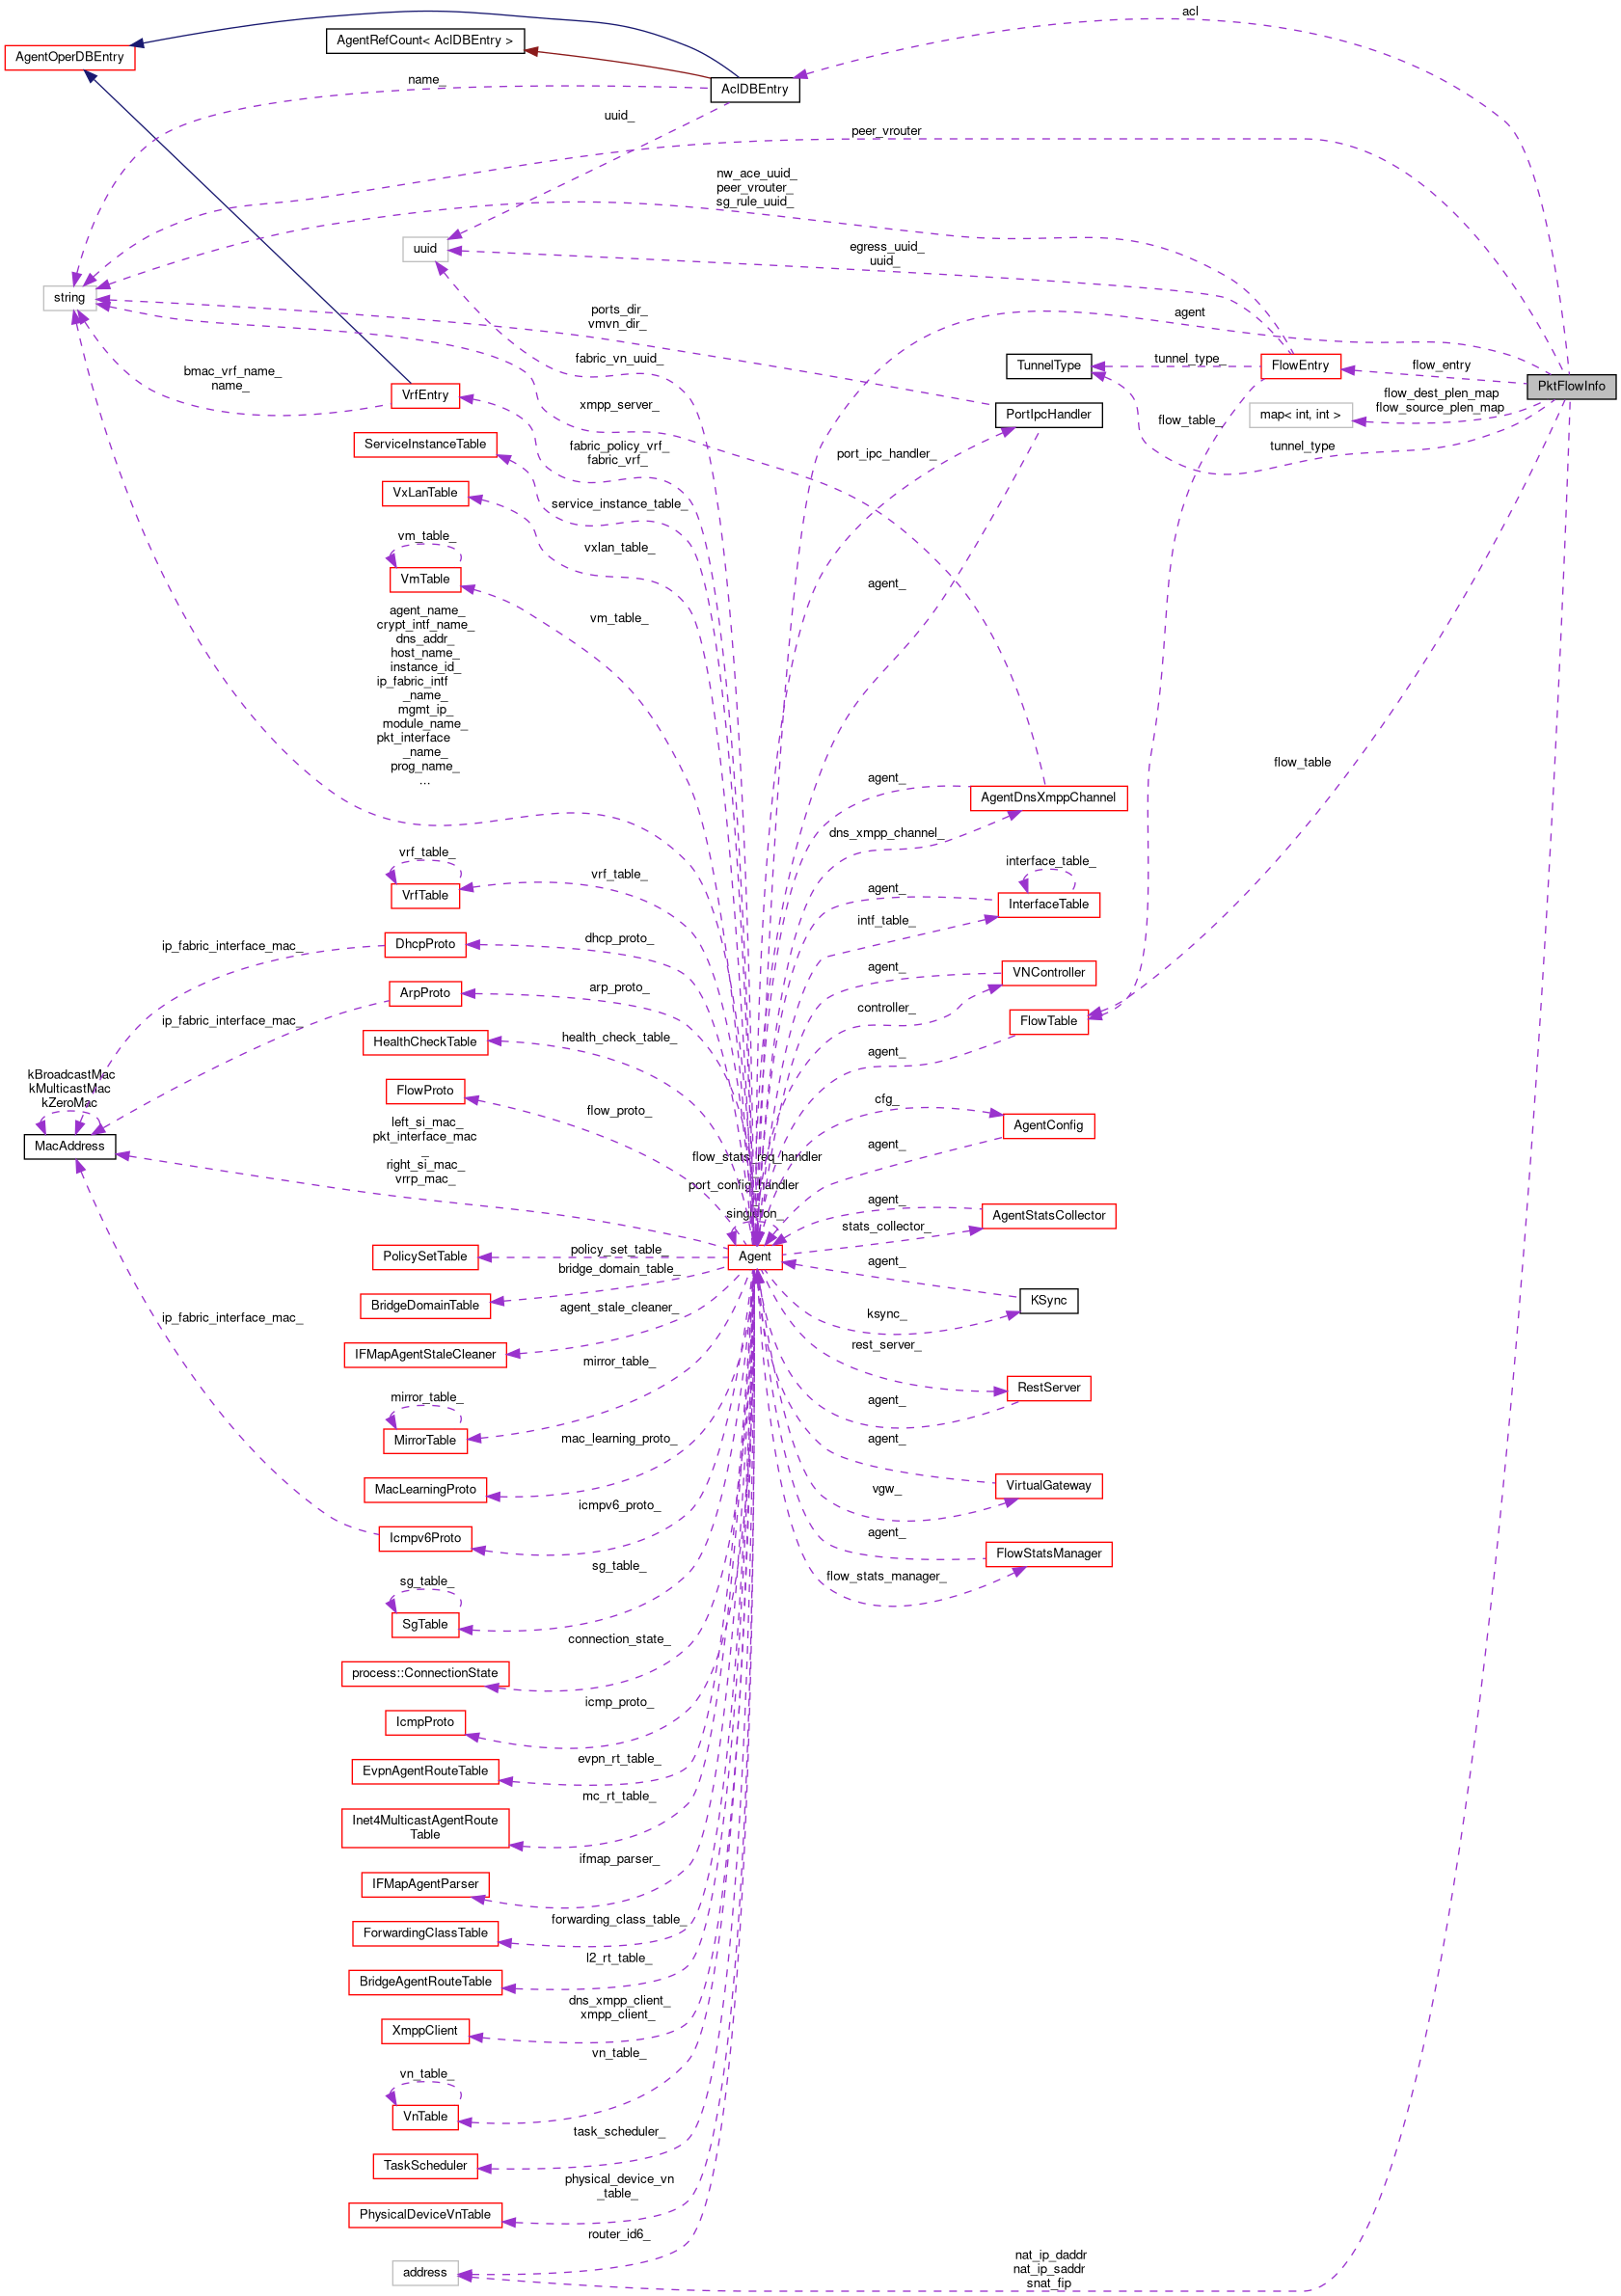 acl
AgentRefCount< AclDBEntry >
AgentOperDBEntry
name_
AclDBEntry
uuid_
peer_vrouter
nw_ace_uuid_
peer_vrouter_
sg_rule_uuid_
uuid
egress_uuid_
uuid_
string
ports_dir_
vmvn_dir_
agent
fabric_vn_uuid_
TunnelType
tunnel_type_
FlowEntry
flow_entry
PktFlowInfo
bmac_vrf_name_
name_
VrfEntry
xmpp_server_
PortIpcHandler
flow_table_
map< int, int >
flow_dest_plen_map
flow_source_plen_map
ServiceInstanceTable
fabric_policy_vrf_
fabric_vrf_
port_ipc_handler_
tunnel_type
VxLanTable
service_instance_table_
vm_table_
vxlan_table_
VmTable
agent_
agent_name_
crypt_intf_name_
dns_addr_
host_name_
instance_id_
ip_fabric_intf
_name_
mgmt_ip_
module_name_
pkt_interface
_name_
prog_name_
...
vm_table_
flow_table
agent_
AgentDnsXmppChannel
dns_xmpp_channel_
vrf_table_
VrfTable
vrf_table_
interface_table_
agent_
InterfaceTable
intf_table_
ip_fabric_interface_mac_
DhcpProto
dhcp_proto_
agent_
VNController
ArpProto
arp_proto_
controller_
ip_fabric_interface_mac_
FlowTable
HealthCheckTable
health_check_table_
agent_
kBroadcastMac
kMulticastMac
kZeroMac
FlowProto
flow_proto_
cfg_
AgentConfig
MacAddress
left_si_mac_
pkt_interface_mac
_
right_si_mac_
vrrp_mac_
agent_
flow_stats_req_handler
_
port_config_handler
_
singleton_
agent_
AgentStatsCollector
stats_collector_
PolicySetTable
policy_set_table_
Agent
agent_
bridge_domain_table_
BridgeDomainTable
KSync
ip_fabric_interface_mac_
agent_stale_cleaner_
ksync_
IFMapAgentStaleCleaner
mirror_table_
rest_server_
RestServer
mirror_table_
MirrorTable
agent_
mac_learning_proto_
agent_
MacLearningProto
VirtualGateway
vgw_
icmpv6_proto_
Icmpv6Proto
agent_
FlowStatsManager
sg_table_
flow_stats_manager_
sg_table_
SgTable
connection_state_
process::ConnectionState
icmp_proto_
IcmpProto
evpn_rt_table_
EvpnAgentRouteTable
mc_rt_table_
Inet4MulticastAgentRoute
Table
ifmap_parser_
IFMapAgentParser
forwarding_class_table_
ForwardingClassTable
l2_rt_table_
BridgeAgentRouteTable
dns_xmpp_client_
xmpp_client_
XmppClient
vn_table_
vn_table_
VnTable
task_scheduler_
TaskScheduler
physical_device_vn
_table_
PhysicalDeviceVnTable
router_id6_
address
nat_ip_daddr
nat_ip_saddr
snat_fip